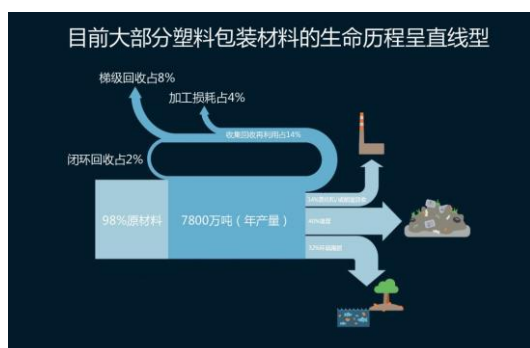 目前大部分塑料包装材料的生命历程呈直线型
梯级回收占8%
加工损耗占4%
收集回收再利用占14%
闭环回收占2%
98%原材料
7800万吨（年产量）